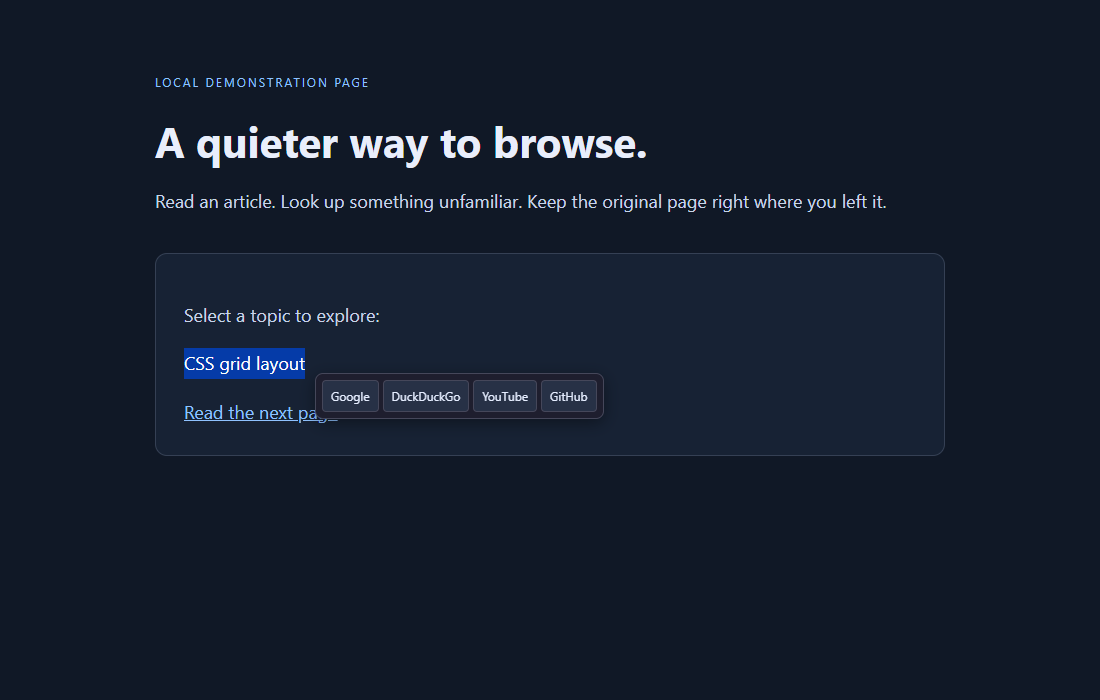 LOCAL DEMONSTRATION PAGE
A quieter way to browse.
Read an article. Look up something unfamiliar. Keep the original page right where you left it.
Select a topic to explore:
CSS grid layout
Google DuckDuckGo YouTube GitHub
Read the next page